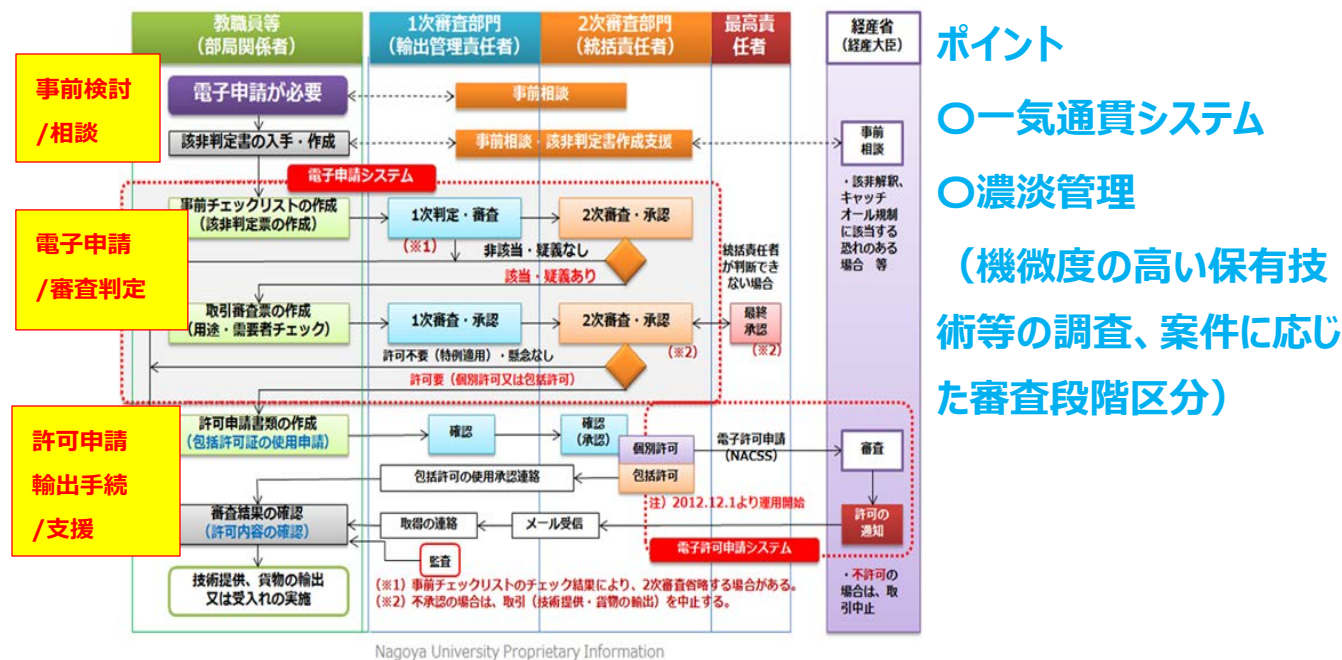 教職員等
（部局関係者）
1次審査部門
（輸出管理責任者）
2次審査部門
（統括責任者）
最高責
任者
経産省
（経産大臣）
事前検討
/相談
電子申請が必要
事前相談
該非判定書の入手・作成
事前相談・該非判定書作成支援
事前
相談
電子申請システム
・該非解釈、
キャッチ
オール規制
に該当する
恐れのある
場合 等
電子申請
/審査判定
事前チェックリストの作成
（該非判定票の作成）
1次判定・審査
2次審査・承認
（※1）
非該当・疑義なし
該当・疑義あり
統括責任者
が判断でき
ない場合
取引審査票の作成
（用途・需要者チェック）
1次審査・承認
2次審査・承認
最終
承認
（※2）
（※2）
許可不要（特例適用）・懸念なし
許可要（個別許可又は包括許可）
許可申請
輸出手続
/支援
許可申請書類の作成
（包括許可証の使用申請）
確認
確認
（承認）
個別許可
包括許可
電子許可申請
（NACSS）
審査
包括許可の使用承認連絡
注）2012.12.1より運用開始
審査結果の確認
（許可内容の確認）
取得の連絡
メール受信
許可の
通知
監査
電子許可申請システム
技術提供、貨物の輸出
又は受入れの実施
（※1）事前チェックリストのチェック結果により、2次審査省略する場合がある。
（※2）不承認の場合は、取引（技術提供・貨物の輸出）を中止する。
・不許可の
場合は、取
引中止
Nagoya University Proprietary Information
ポイント
〇一気通貫システム
〇濃淡管理
（機微度の高い保有技
術等の調査、案件に応じ
た審査段階区分）